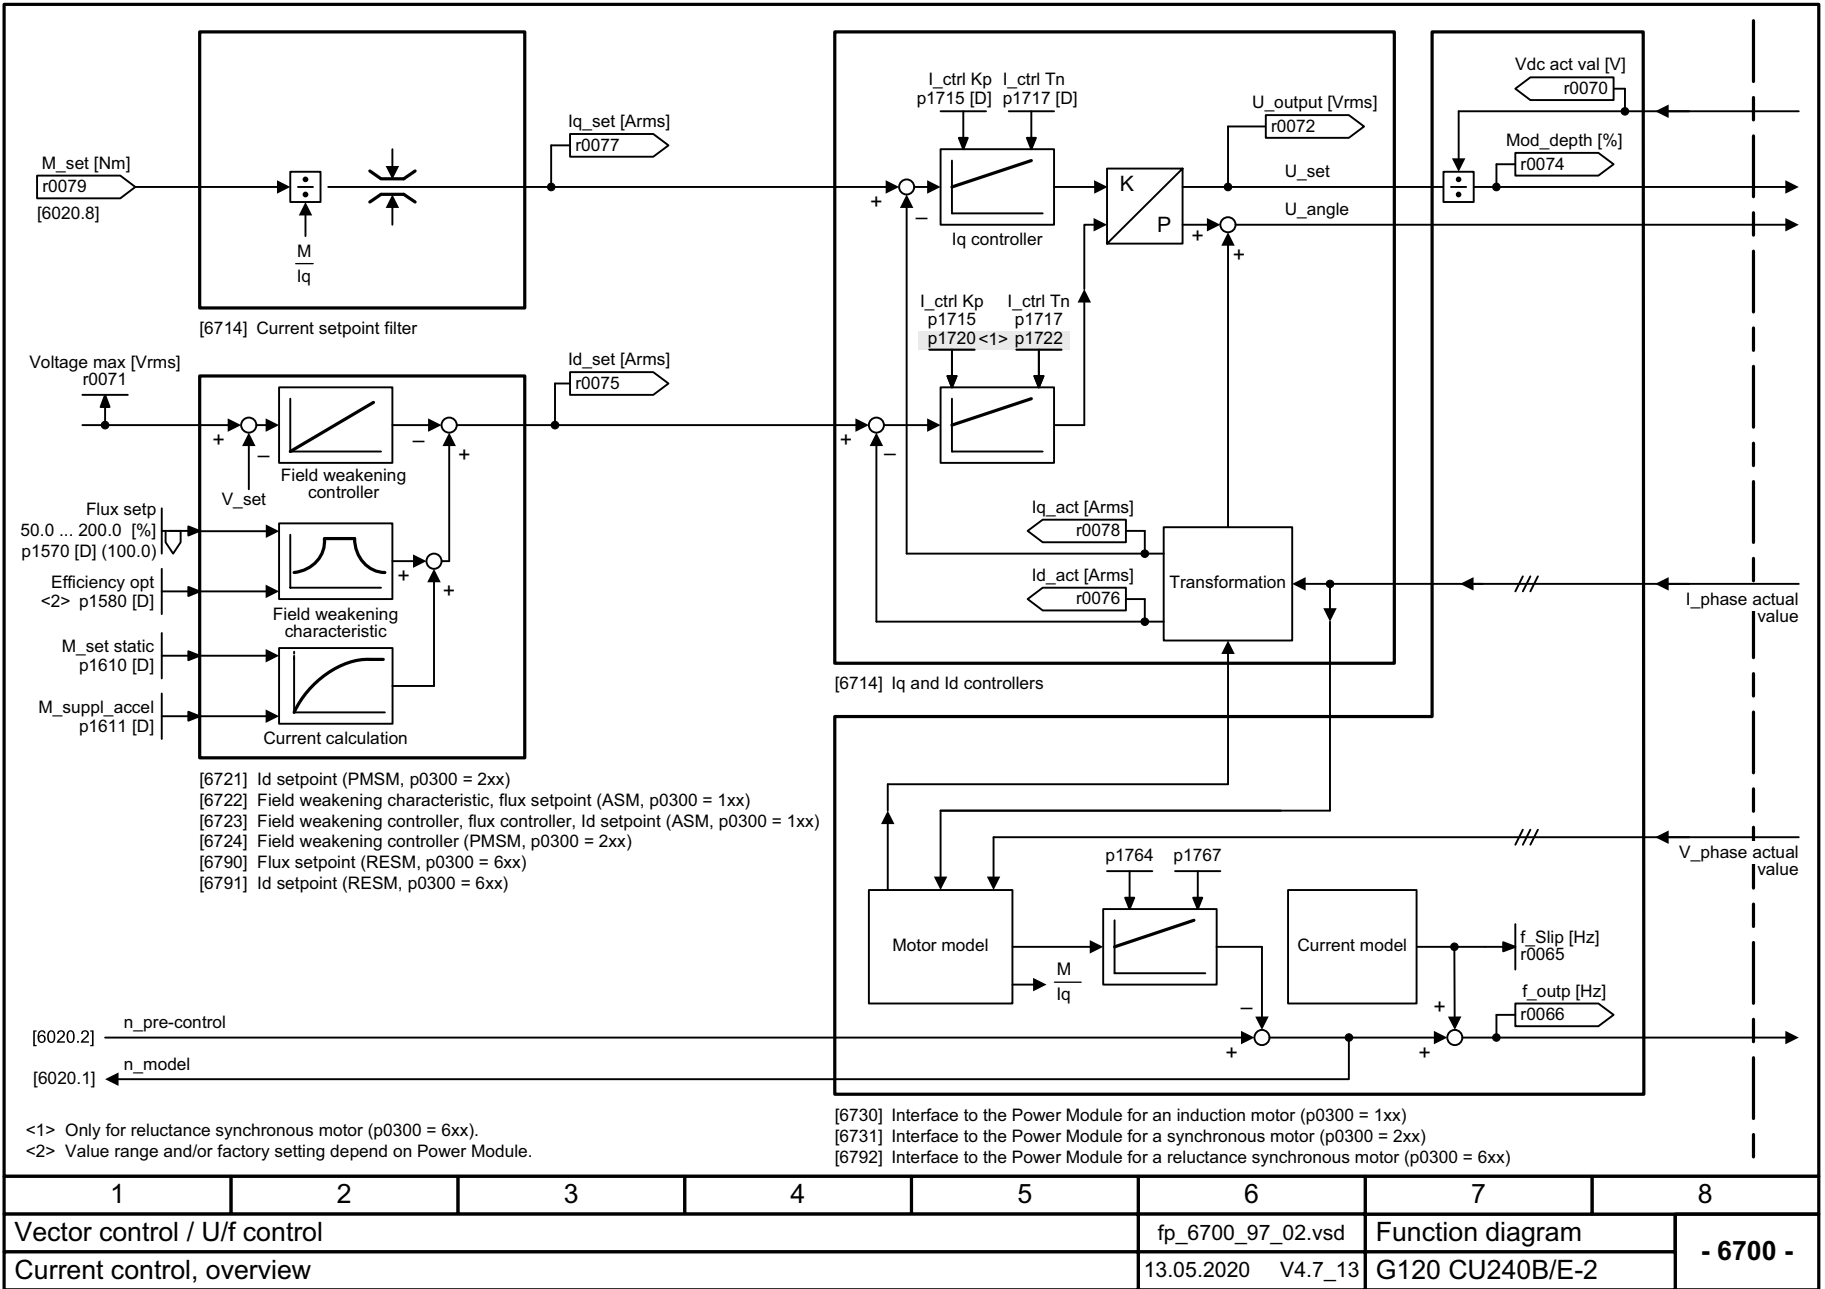 M_set [Nm]
r0079
[6020.8]
M
Iq
[6714] Current setpoint filter
Iq_set [Arms]
r0077
Voltage max [Vrms]
r0071
+
–
V_set
Field weakening
controller
–
+
Id_set [Arms]
r0075
Flux setp
50.0 ... 200.0 [%]
p1570 [D] (100.0)
Efficiency opt
<2> p1580 [D]
Field weakening
characteristic
+
+
M_set static
p1610 [D]
M_suppl_accel
p1611 [D]
Current calculation
[6721] Id setpoint (PMSM, p0300 = 2xx)
[6722] Field weakening characteristic, flux setpoint (ASM, p0300 = 1xx)
[6723] Field weakening controller, flux controller, Id setpoint (ASM, p0300 = 1xx)
[6724] Field weakening controller (PMSM, p0300 = 2xx)
[6790] Flux setpoint (RESM, p0300 = 6xx)
[6791] Id setpoint (RESM, p0300 = 6xx)
I_ctrl Kp I_ctrl Tn
p1715 [D] p1717 [D]
+
–
Iq controller
K
P
U_output [Vrms]
r0072
U_set
U_angle
+
+
I_ctrl Kp I_ctrl Tn
p1715 p1717
p1720 <1> p1722
+
–
Iq_act [Arms]
r0078
Id_act [Arms]
r0076
Transformation
[6714] Iq and Id controllers
Vdc act val [V]
r0070
Mod_depth [%]
r0074
I_phase actual
value
V_phase actual
value
p1764 p1767
Motor model
M
Iq
Current model
f_Slip [Hz]
r0065
f_outp [Hz]
r0066
–
+
+
+
[6020.2] n_pre-control
[6020.1] n_model
<1> Only for reluctance synchronous motor (p0300 = 6xx).
<2> Value range and/or factory setting depend on Power Module.
[6730] Interface to the Power Module for an induction motor (p0300 = 1xx)
[6731] Interface to the Power Module for a synchronous motor (p0300 = 2xx)
[6792] Interface to the Power Module for a reluctance synchronous motor (p0300 = 6xx)
1 2 3 4 5 6 7 8
Vector control / U/f control fp_6700_97_02.vsd Function diagram
- 6700 -
Current control, overview 13.05.2020 V4.7_13 G120 CU240B/E-2